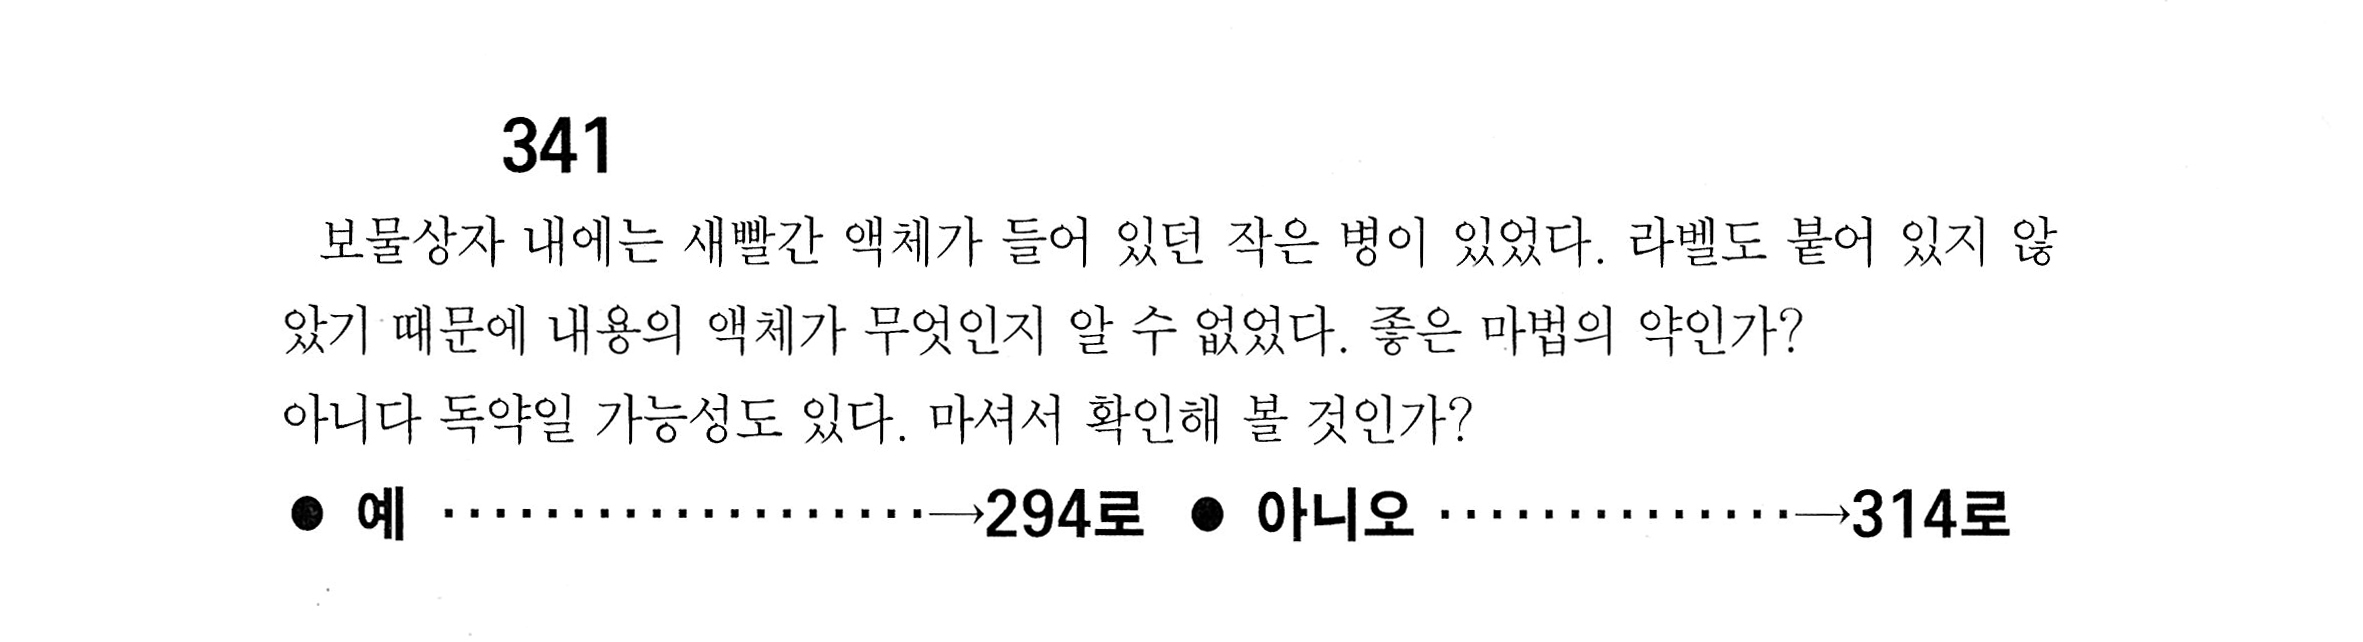 341
보물상자 내에는 새빨간 액체가 들어 있던 작은 병이 있었다. 라벨도 붙어 있지 않
았기 때문에 내용의 액체가 무엇인지 알 수 없었다. 좋은 마법의 약인가?
아니다 독약일 가능성도 있다. 마셔서 확인해 볼 것인가?
● 예 ···················→294로 ● 아니오 ··············→314로